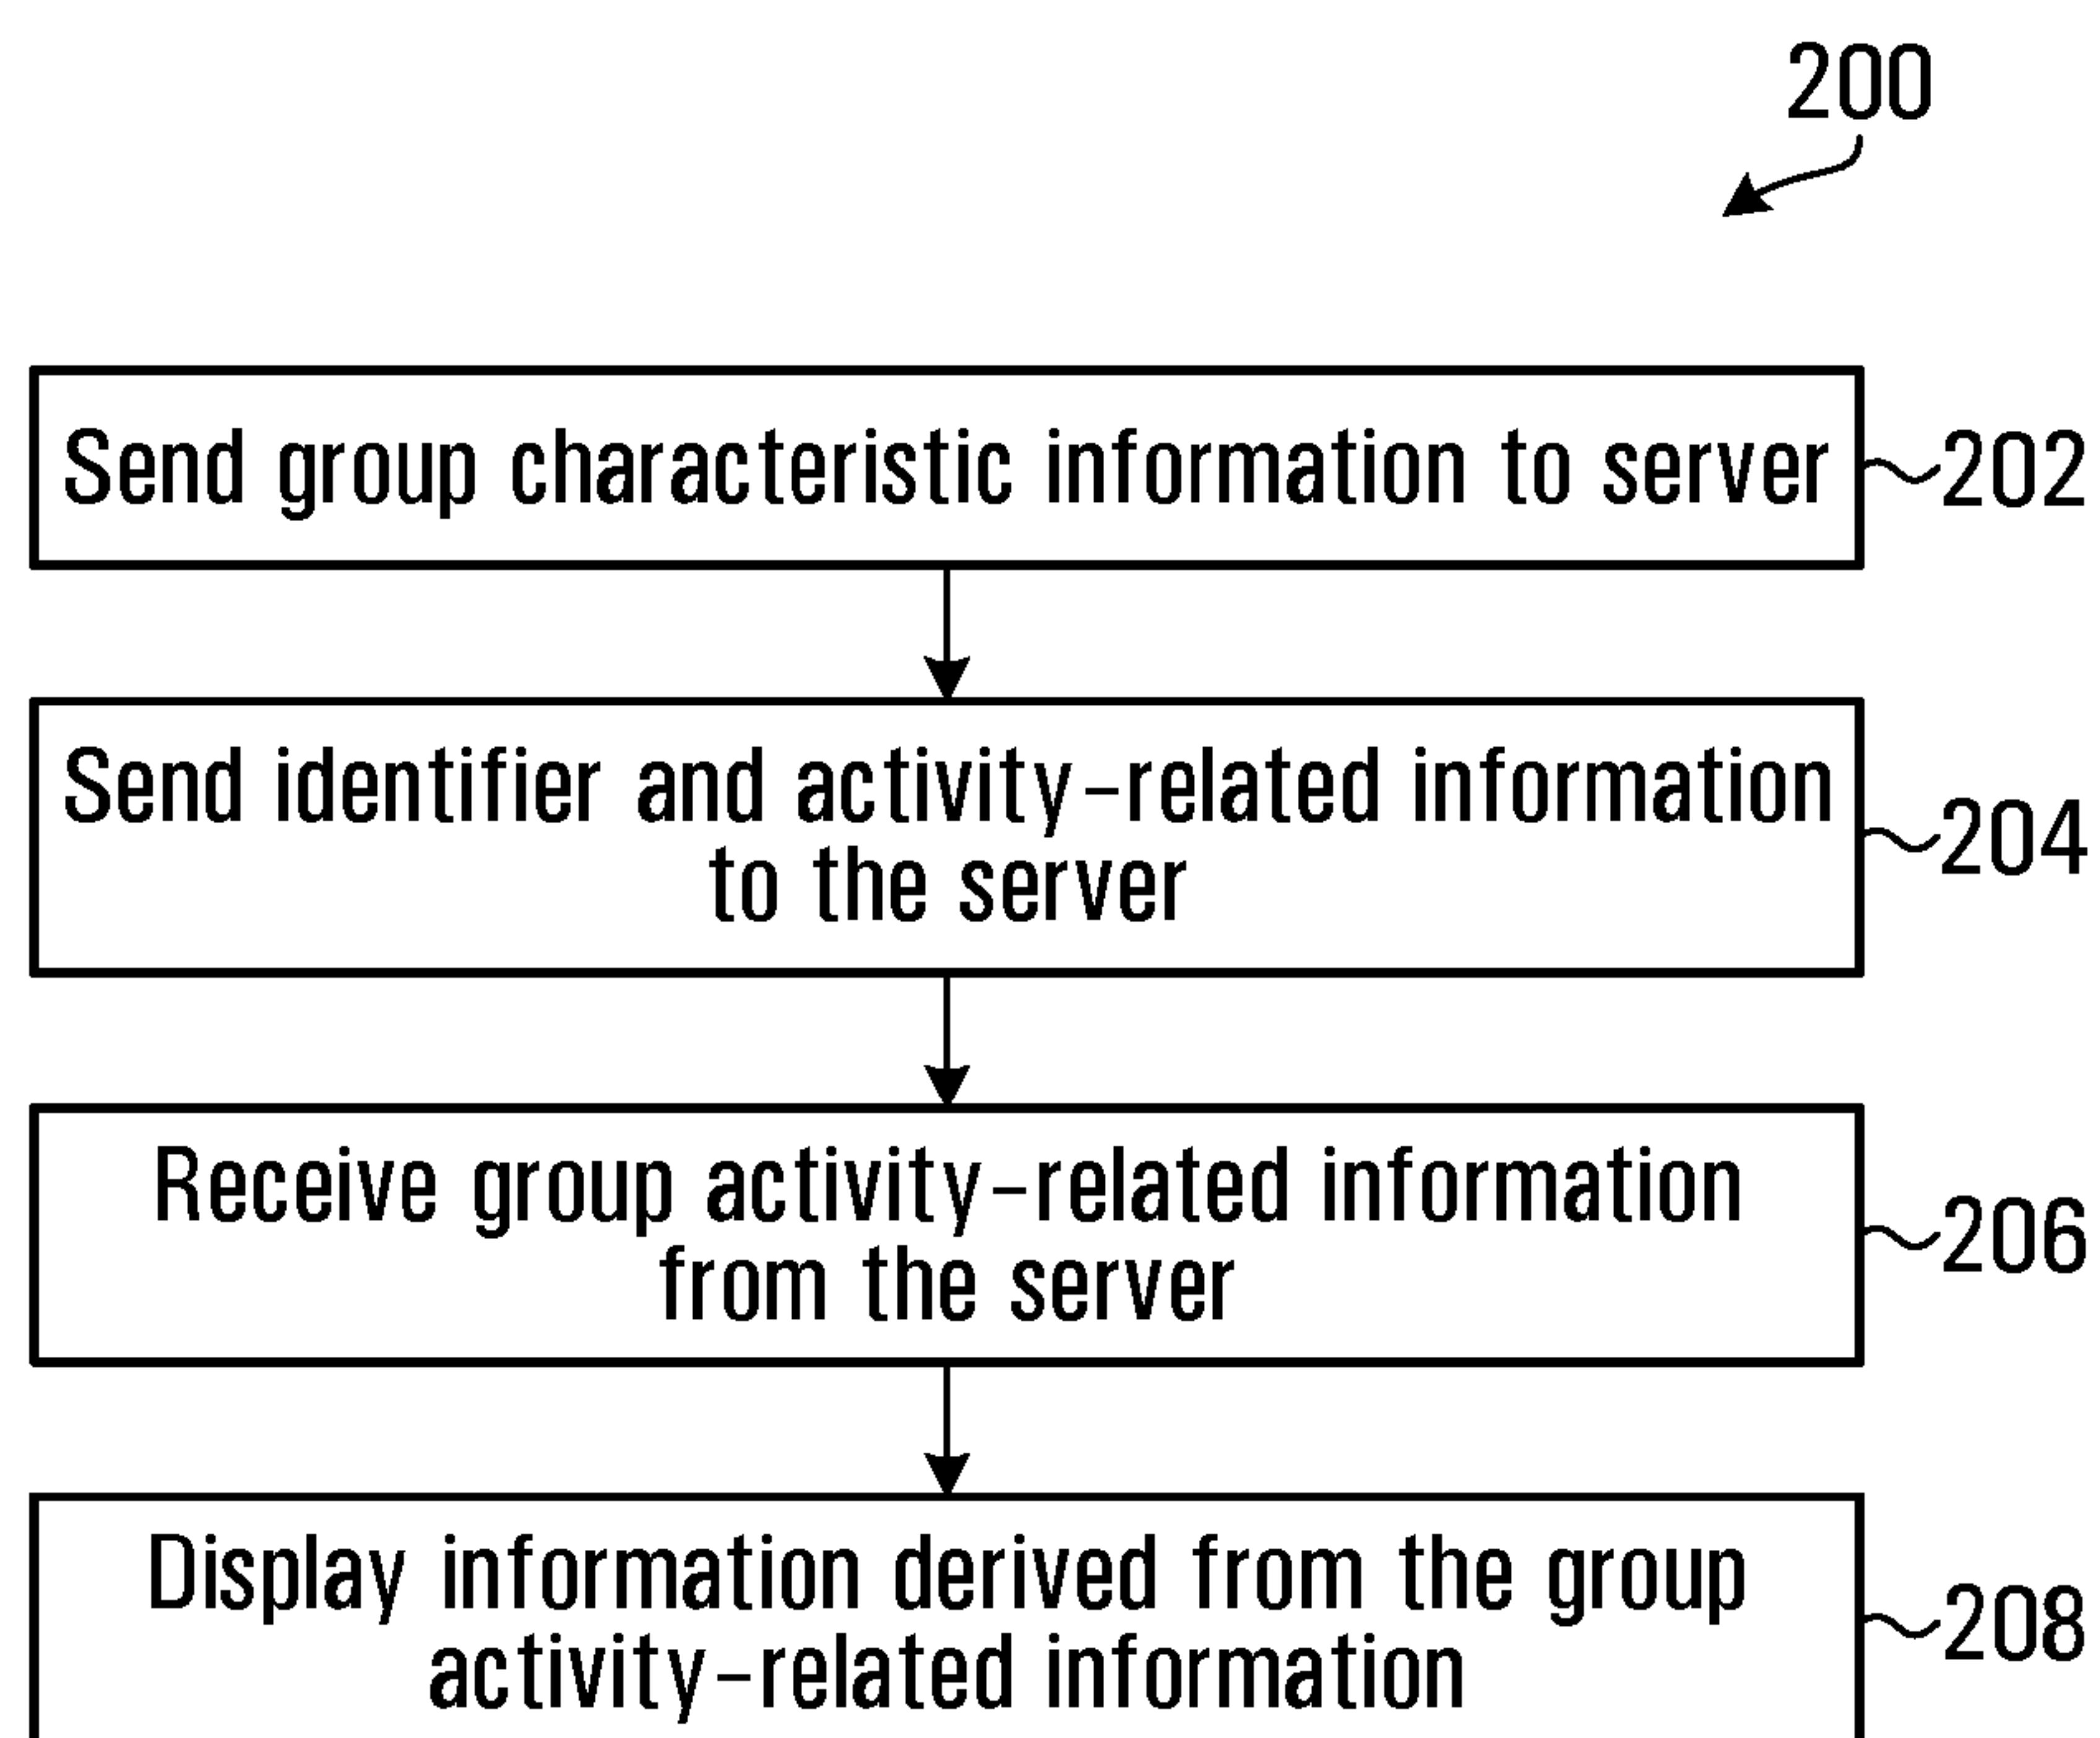 200
Send group characteristic information to server
202
Send identifier and activity-related information
to the server
204
Receive group activity-related information
from the server
206
Display information derived from the group
activity-related information
208